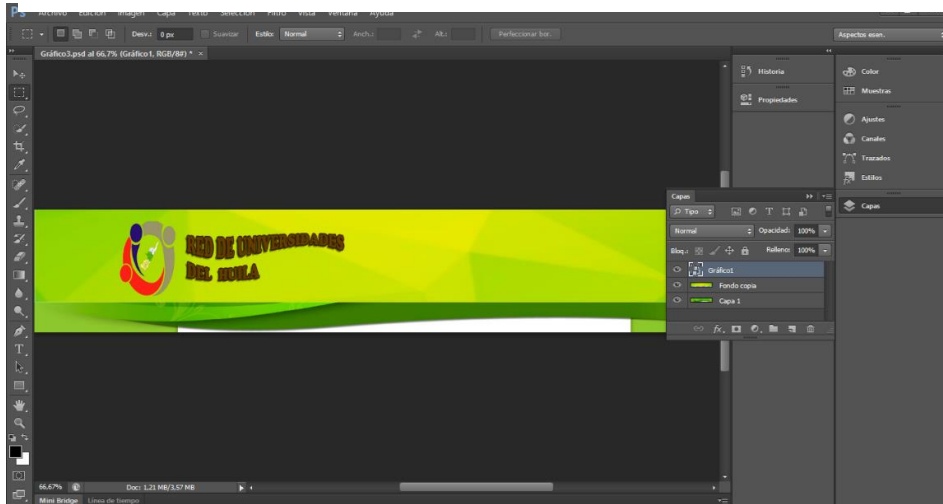 Ps Archivo Edición Imagen Capa Texto Selección Filtro Vista Ventana Ayuda
Desv.: 0 px Suavizar Estilo: Normal Anch.: Alt.: Perfeccionar bor. Aspectos esen.
Gráfico3.psd al 66,7% (Gráfico1, RGB/8#) * ×
Historia
Propiedades
Color
Muestras
Ajustes
Canales
Trazados
Estilos
Capas
Capas
Tipo
Normal Opacidad: 100%
Bloq.: Relleno: 100%
Gráfico1
Fondo copia
Capa 1
fx
RED DE UNIVERSIDADES
DEL HUILA
66,67% Doc: 1,21 MB/3,57 MB
Mini Bridge Línea de tiempo